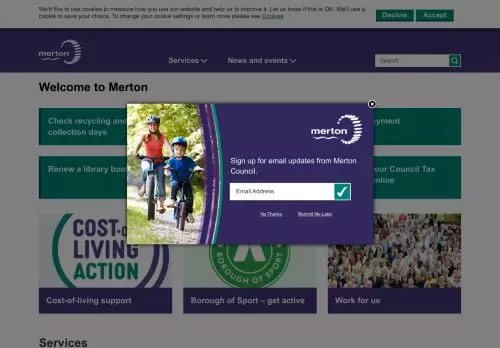 We'd like to use cookies to measure how you use our website and help us to improve it. Let us know if this is OK. We'll use a
cookie to save your choice. To change your cookie settings or learn more please see Cookies
Decline
Accept
merton
Services
News and events
Search
Welcome to Merton
Check recycling and
collection days
yment
Renew a library boo
our Council Tax
nline
merton
Sign up for email updates from Merton
Council.
Email Address
No Thanks
Remind Me Later
COST-of
LIVING
ACTION
BOROUGH OF SPORT
Cost-of-living support
Borough of Sport – get active
Work for us
Services